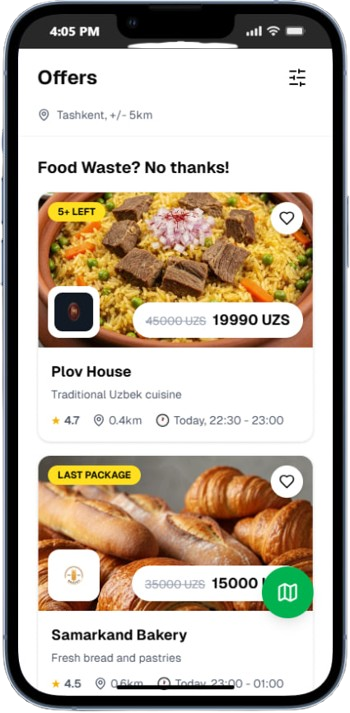 4:05 PM
Offers
Tashkent, +/- 5km
Food Waste? No thanks!
5+ LEFT
45000 UZS 19990 UZS
Plov House
Traditional Uzbek cuisine
★ 4.7 0.4km Today, 22:30 - 23:00
LAST PACKAGE
35000 UZS 15000
Samarkand Bakery
Fresh bread and pastries
★ 4.5 0.6km Today, 23:00 - 01:00